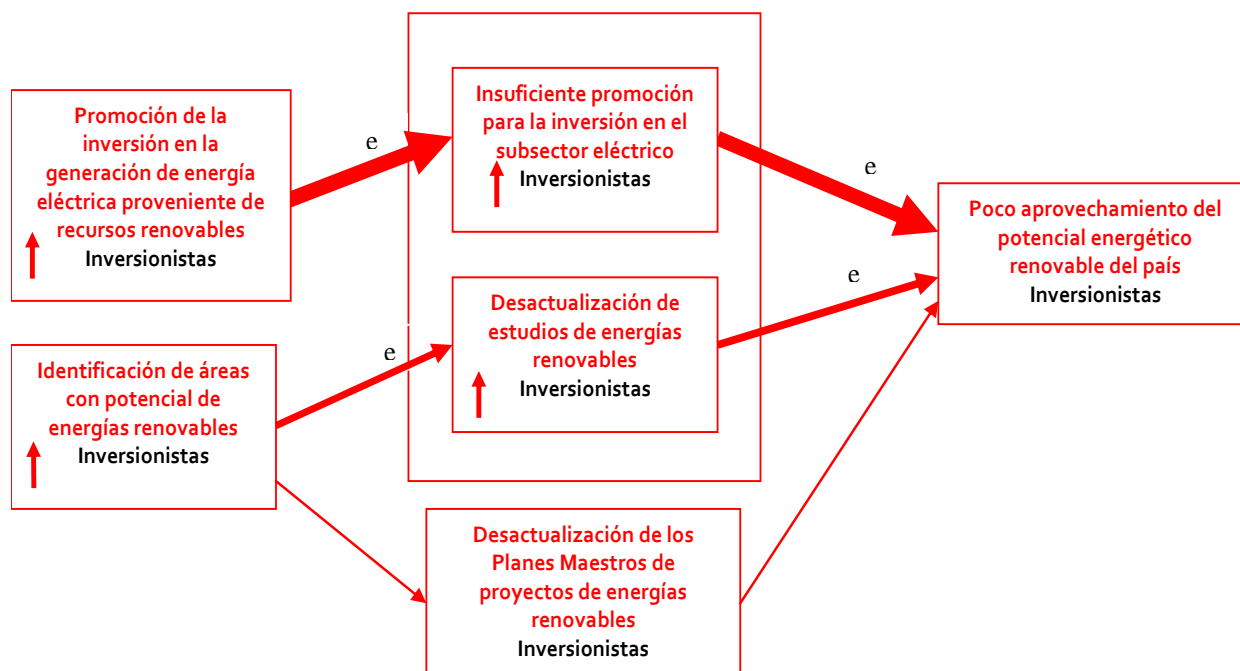 Promoción de la
inversión en la
generación de energía
eléctrica proveniente de
recursos renovables
Inversionistas
e
Insuficiente promoción
para la inversión en el
subsector eléctrico
Inversionistas
e
Poco aprovechamiento del
potencial energético
renovable del país
Inversionistas
Identificación de áreas
con potencial de
energías renovables
Inversionistas
e
Desactualización de
estudios de energías
renovables
Inversionistas
e
Desactualización de los
Planes Maestros de
proyectos de energías
renovables
Inversionistas